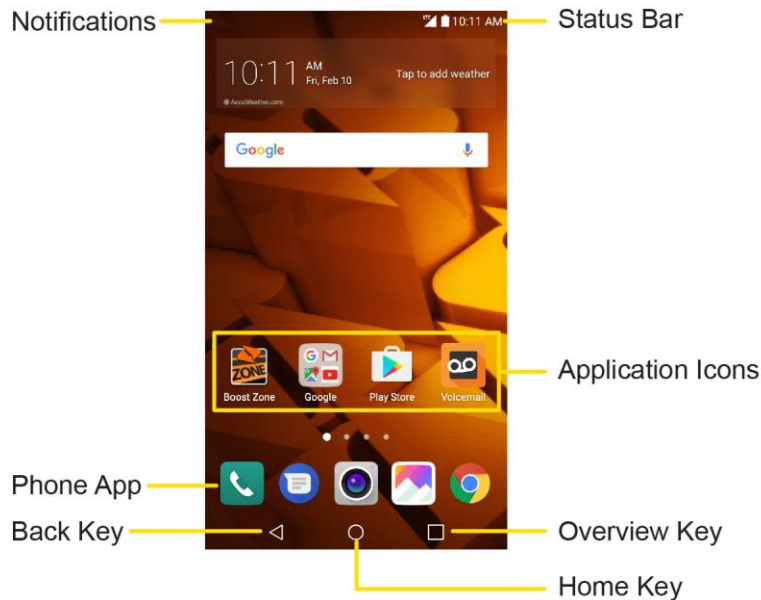 Notifications
10:11 AM
Status Bar
10:11 AM
Fri, Feb 10
Tap to add weather
AccuWeather.com
Google
ZONE
Boost Zone
Google
Play Store
Voicemail
Application Icons
Phone App
Back Key
Overview Key
Home Key